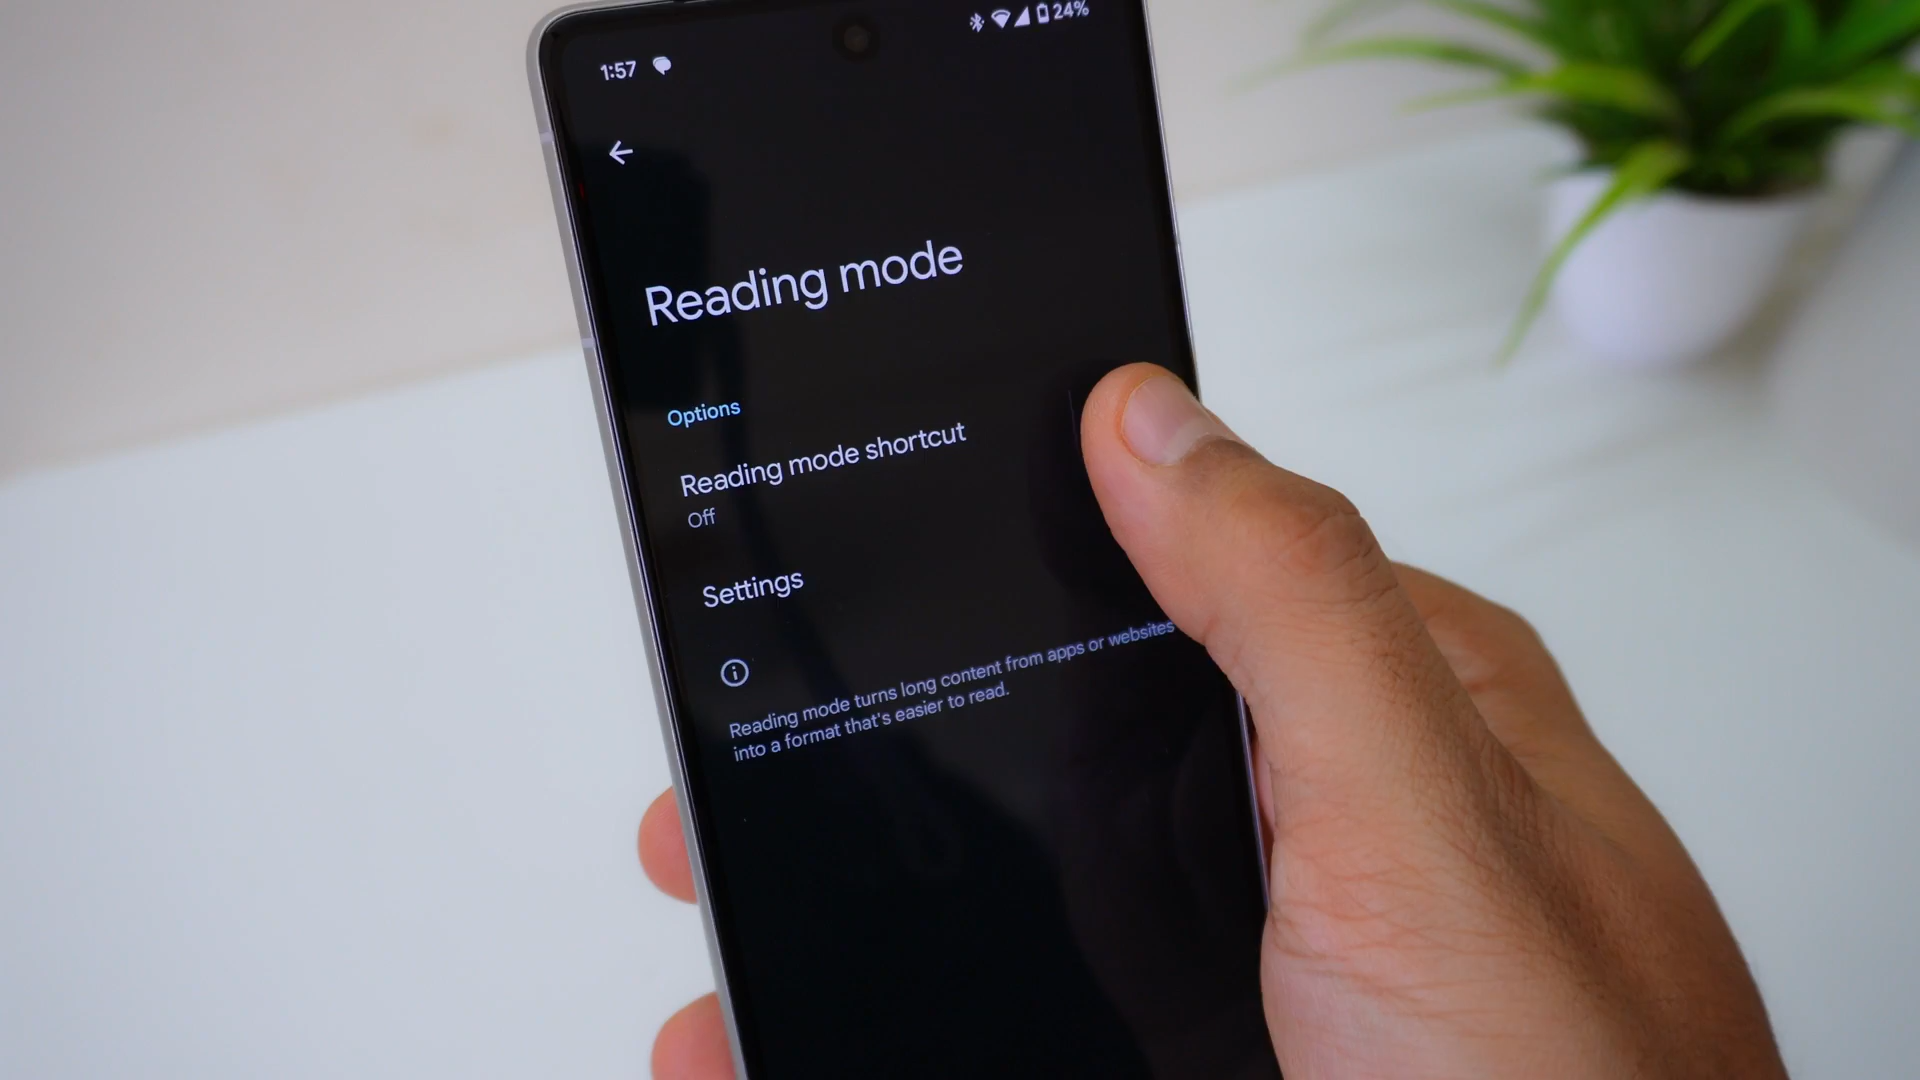 1:57 24%
Reading mode
Options
Reading mode shortcut
Off
Settings
Reading mode turns long content from apps or websites
into a format that's easier to read.